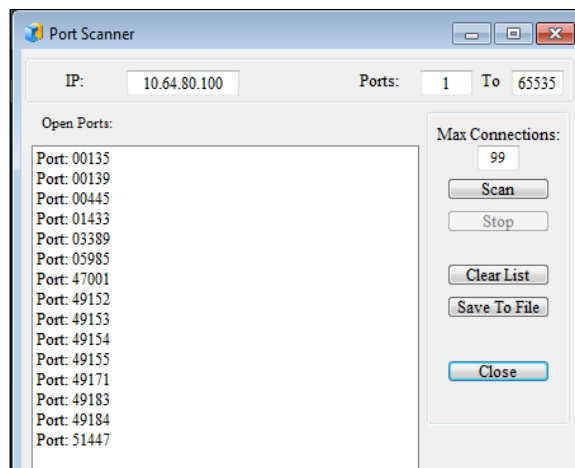 Port Scanner
IP: 10.64.80.100 Ports: 1 To 65535
Open Ports:
Port: 00135
Port: 00139
Port: 00445
Port: 01433
Port: 03389
Port: 05985
Port: 47001
Port: 49152
Port: 49153
Port: 49154
Port: 49155
Port: 49171
Port: 49183
Port: 49184
Port: 51447
Max Connections:
99
Scan
Stop
Clear List
Save To File
Close